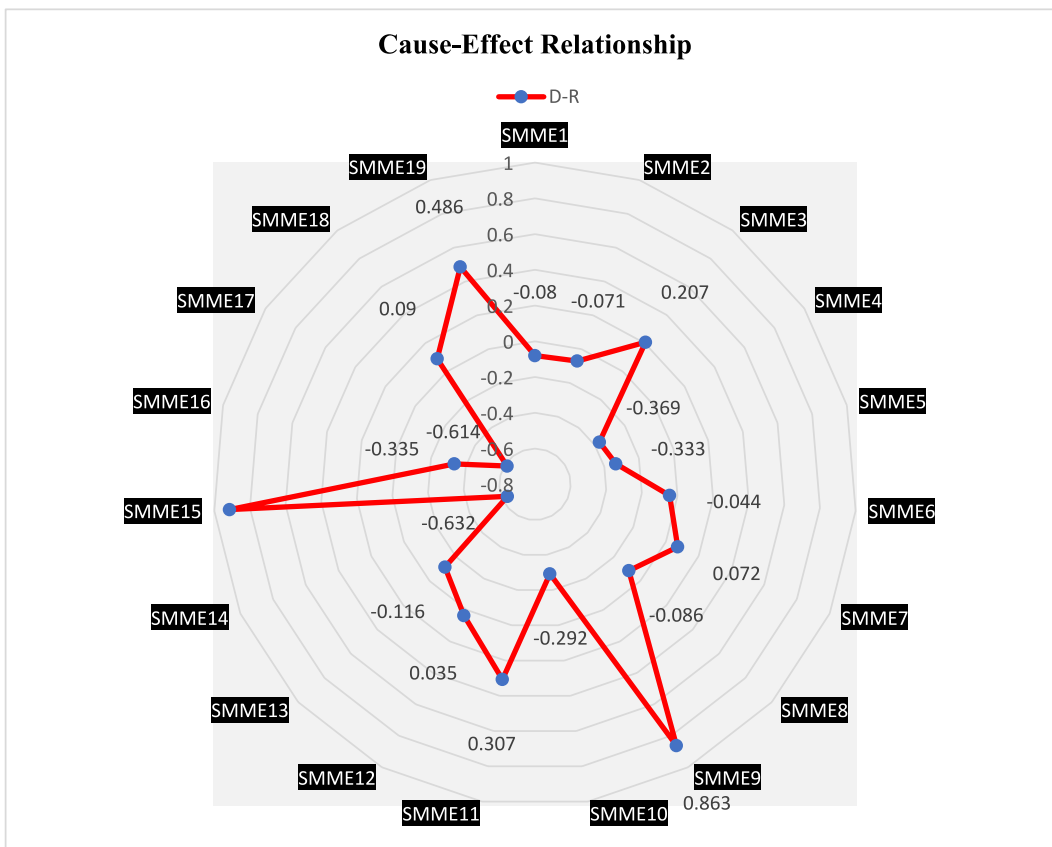 Cause-Effect Relationship
D-R
SMME1
SMME2
SMME3
SMME4
SMME5
SMME6
SMME7
SMME8
SMME9
SMME10
SMME11
SMME12
SMME13
SMME14
SMME15
SMME16
SMME17
SMME18
SMME19
1
0.8
0.6
0.4
0.2
0
-0.2
-0.4
-0.6
-0.8
-0.08
-0.071
0.207
-0.369
-0.333
-0.044
0.072
-0.086
0.863
-0.292
0.307
0.035
-0.116
-0.632
-0.335
-0.614
0.09
0.486